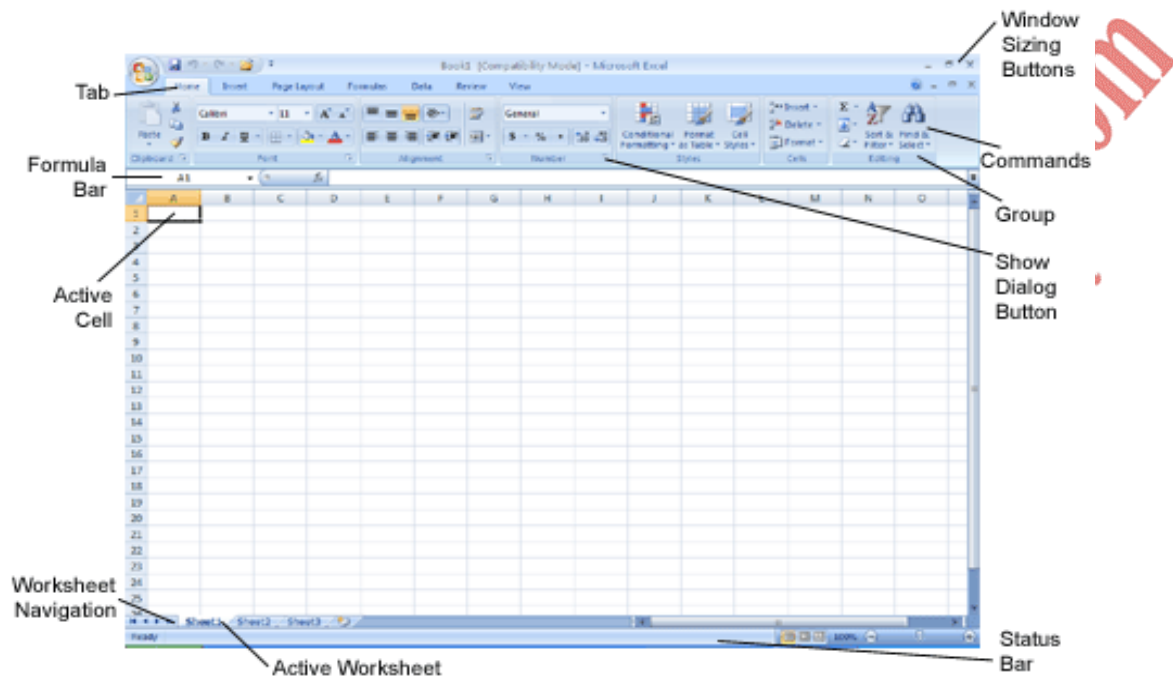 Window
Sizing
Buttons
Book1 [Compatibility Mode] - Microsoft Excel
Tab
Home Insert Page Layout Formulas Data Review View
Paste
Calibri 11
General
Conditional Formatting
Format as Table
Cell Styles
Insert
Delete
Format
Sort & Filter
Find & Select
Clipboard Font Alignment Number Styles Cells Editing
Commands
Formula
Bar
A1
Group
A B C D E F G H I J K L M N O
1
2
3
4
5
6
7
8
9
10
11
12
13
14
15
16
17
18
19
20
21
22
23
24
25
Show
Dialog
Button
Active
Cell
Worksheet
Navigation
Sheet1 Sheet2 Sheet3
Ready
100%
Status
Bar
Active Worksheet
om